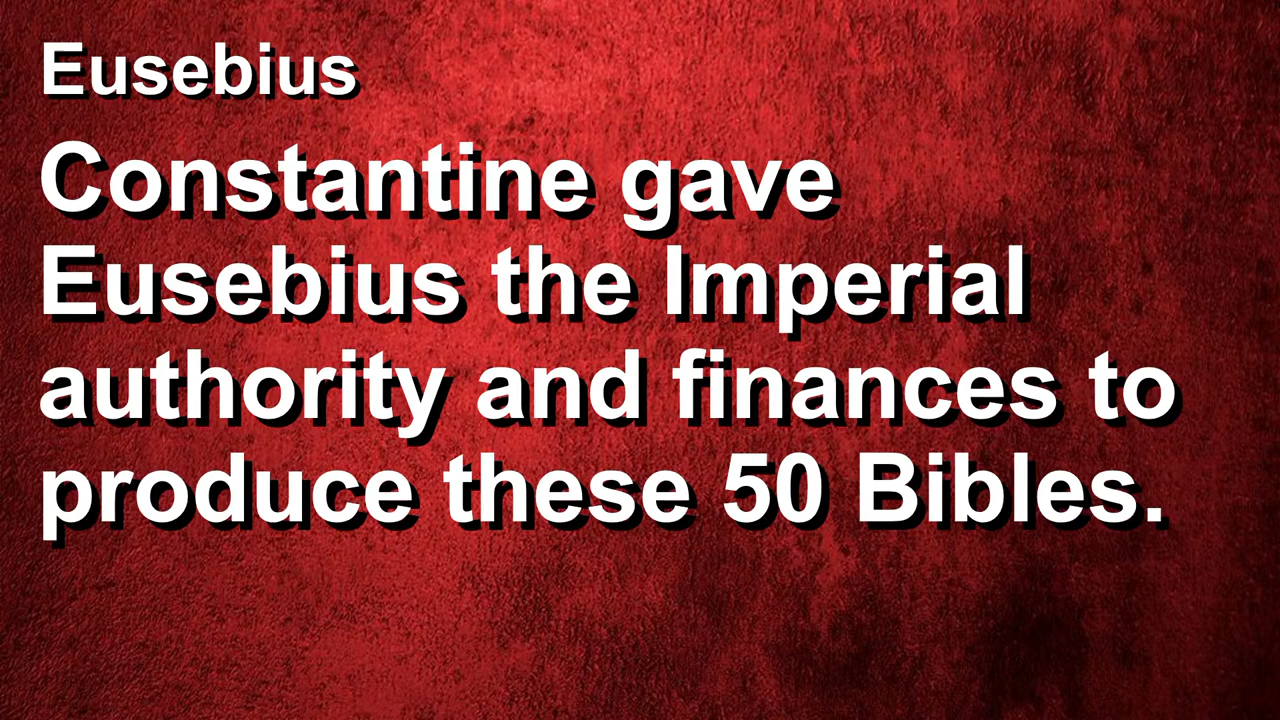 Eusebius
Constantine gave
Eusebius the Imperial
authority and finances to
produce these 50 Bibles.